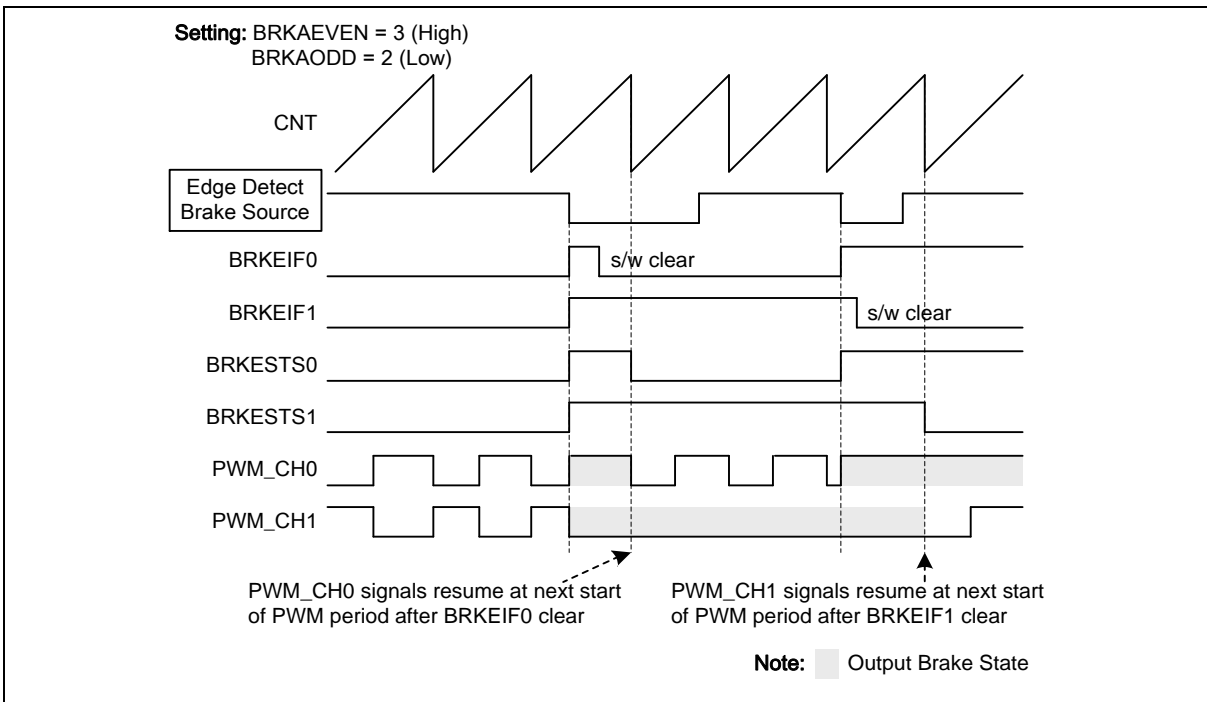 Setting: BRKAEVEN = 3 (High)
BRKAODD = 2 (Low)
CNT
Edge Detect
Brake Source
BRKEIF0
s/w clear
BRKEIF1
s/w clear
BRKESTS0
BRKESTS1
PWM_CH0
PWM_CH1
PWM_CH0 signals resume at next start
of PWM period after BRKEIF0 clear
PWM_CH1 signals resume at next start
of PWM period after BRKEIF1 clear
Note: Output Brake State